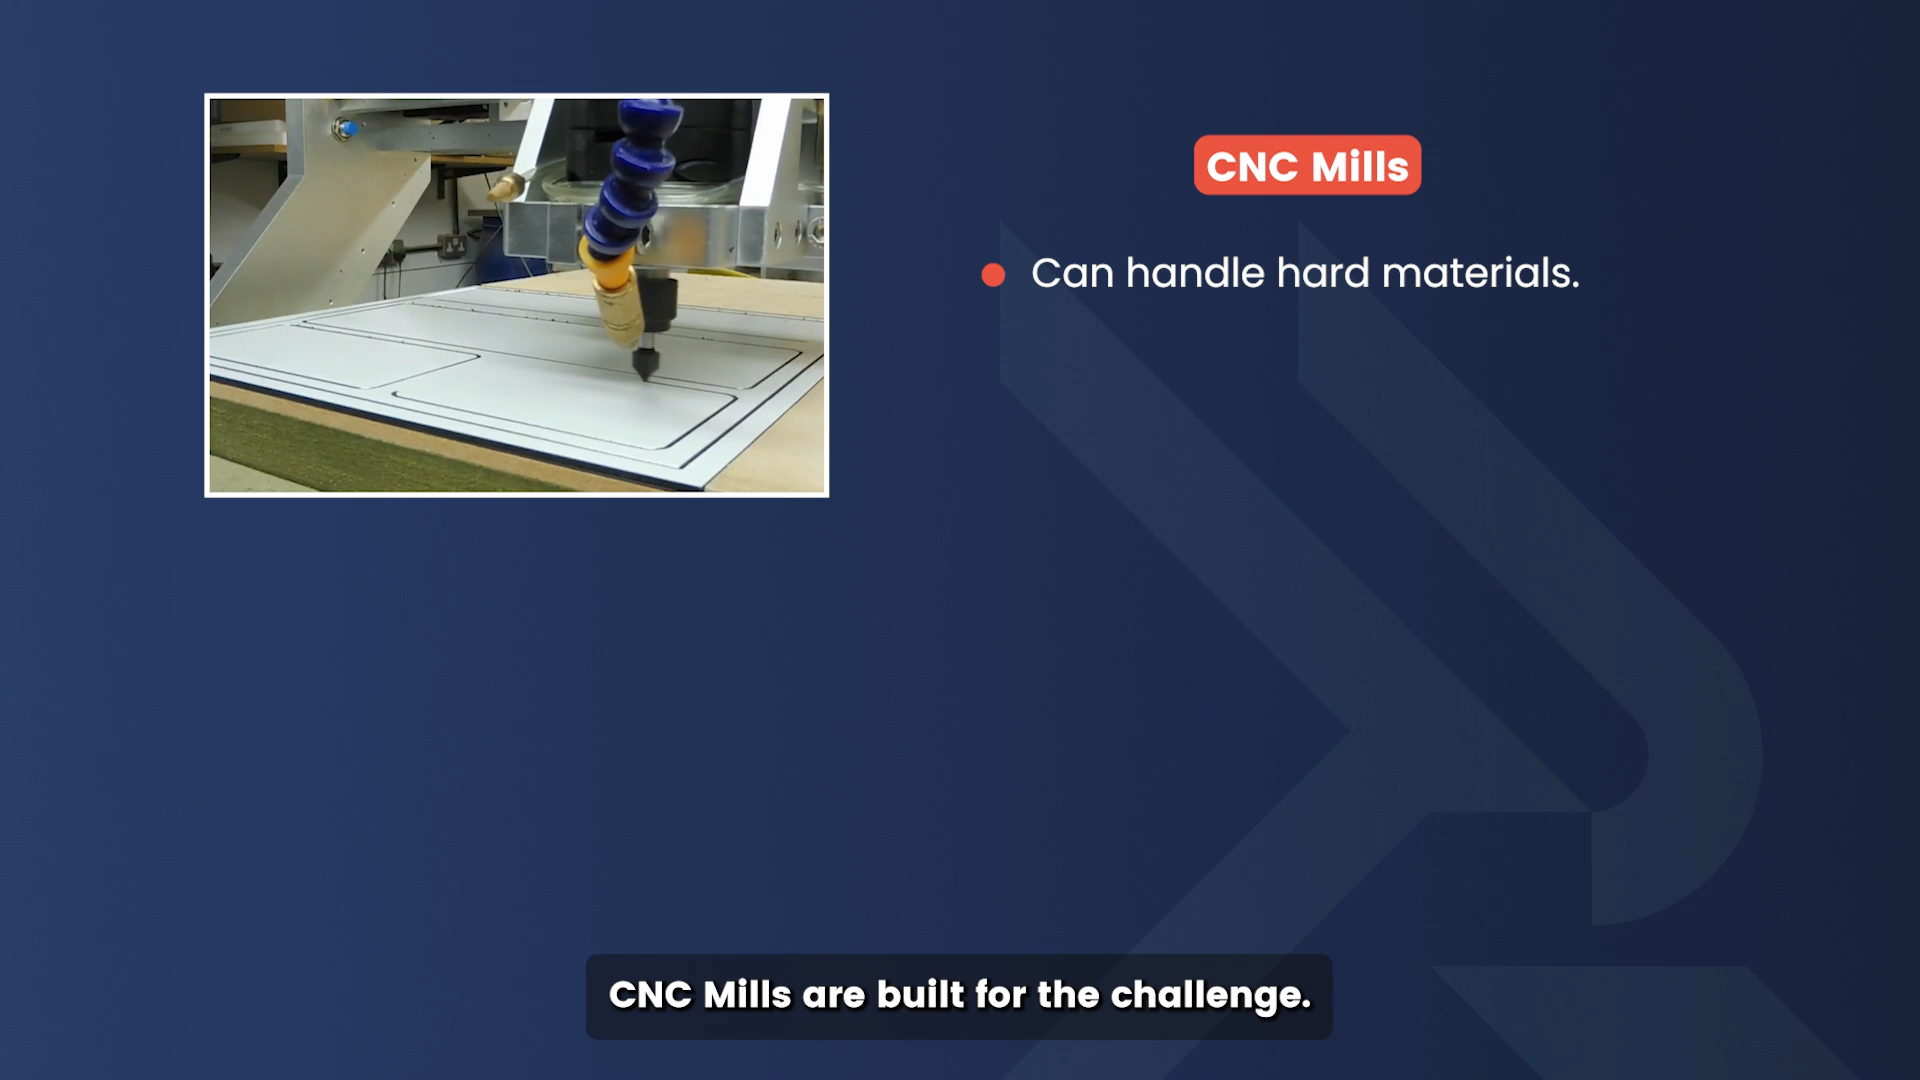 CNC Mills
Can handle hard materials.
CNC Mills are built for the challenge.